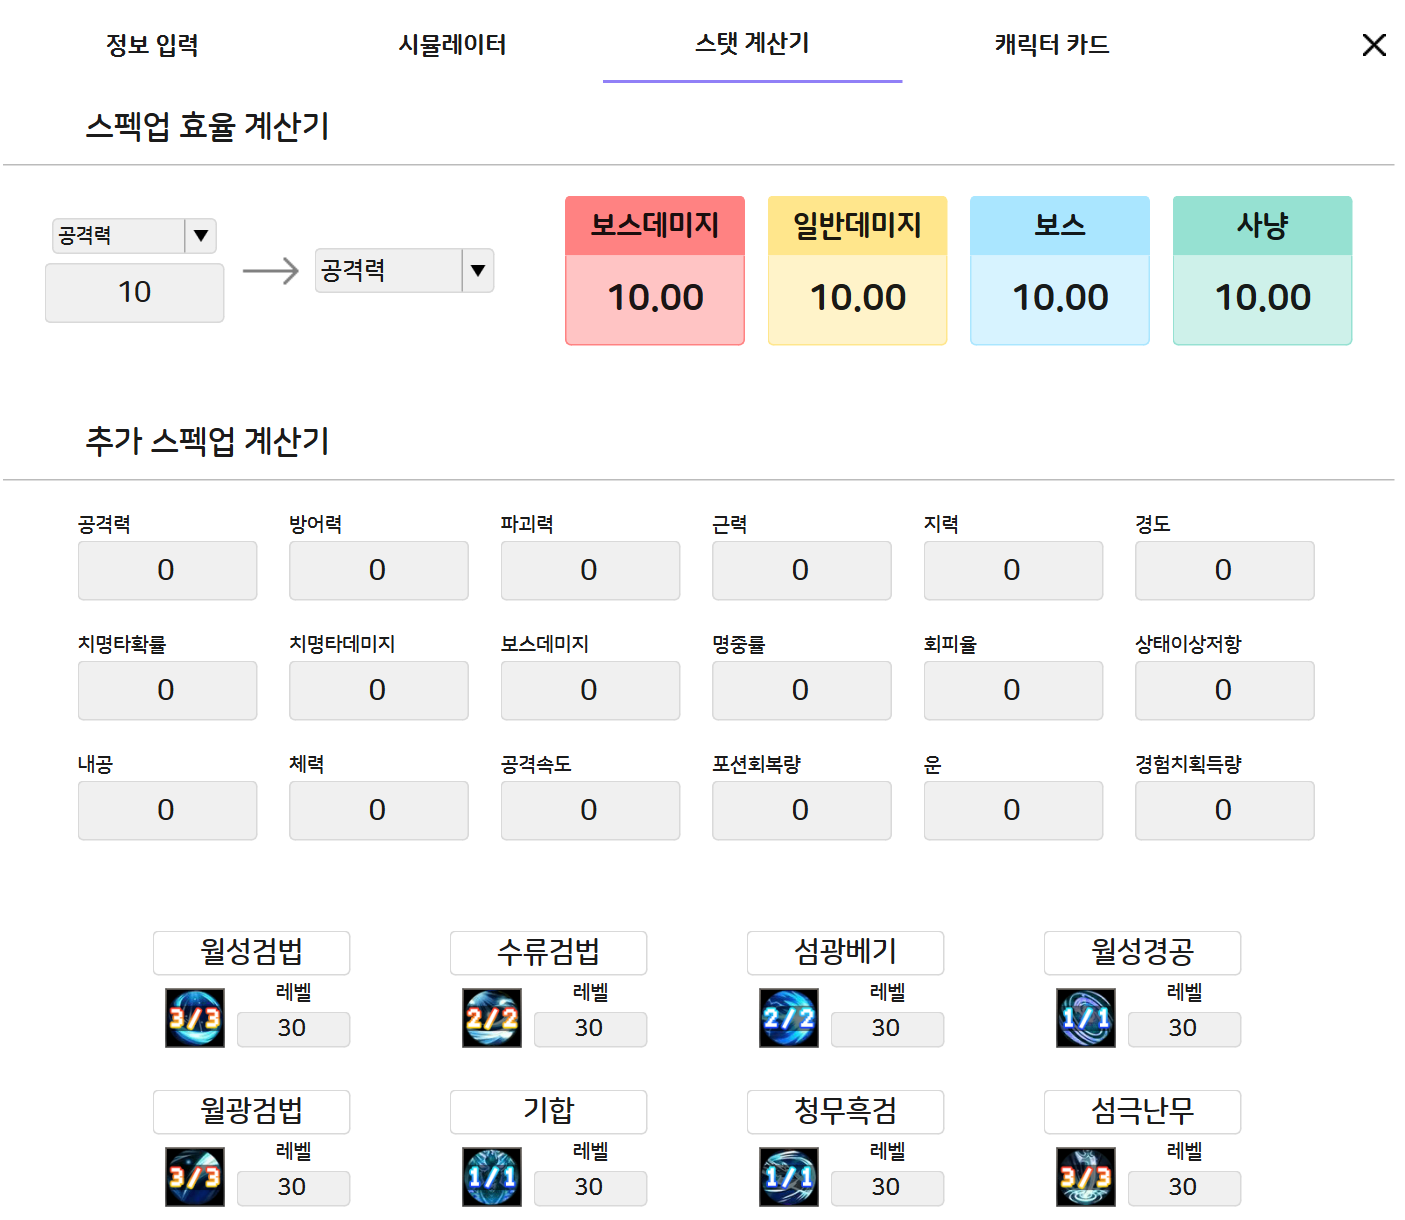 정보 입력
시뮬레이터
스탯 계산기
캐릭터 카드
스펙업 효율 계산기
공격력
10
공격력
보스데미지
일반데미지
보스
사냥
10.00
10.00
10.00
10.00
추가 스펙업 계산기
공격력
방어력
파괴력
근력
지력
경도
0
0
0
0
0
0
치명타확률
치명타데미지
보스데미지
명중률
회피율
상태이상저항
0
0
0
0
0
0
내공
체력
공격속도
포션회복량
운
경험치획득량
0
0
0
0
0
0
월성검법
수류검법
섬광베기
월성경공
3/3
레벨
30
2/2
레벨
30
2/2
레벨
30
1/1
레벨
30
월광검법
기합
청무흑검
섬극난무
3/3
레벨
30
1/1
레벨
30
1/1
레벨
30
3/3
레벨
30